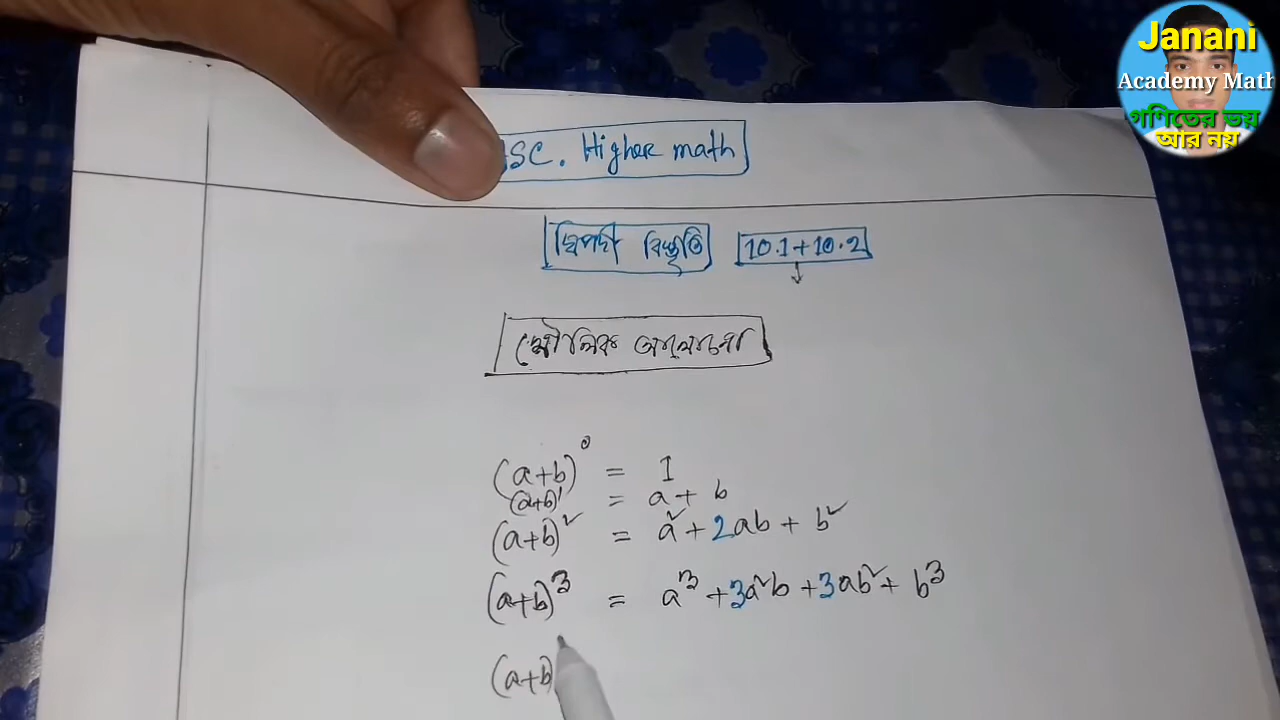 Janani
Academy Math
গণিতের ভয়
আর নয়
SC. Higher math
দ্বিপদী বিস্তৃতি 10.1+10.2
মৌলিক আলোচনা
(a+b)⁰ = 1
(a+b)¹ = a + b
(a+b)² = a² + 2ab + b²
(a+b)³ = a³ + 3a²b + 3ab² + b³
(a+b)